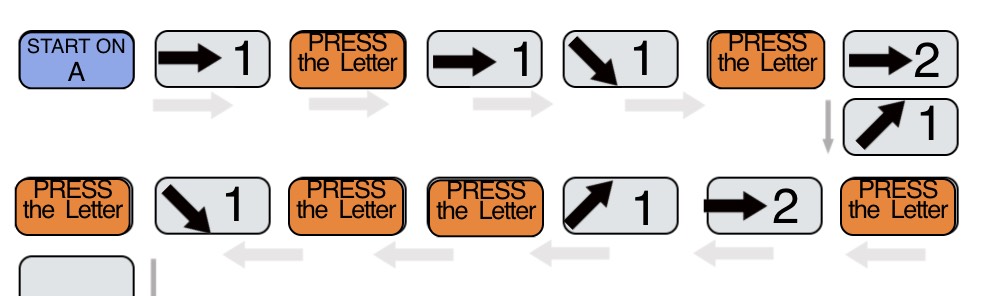 START ON
A
1
PRESS
the Letter
1
1
PRESS
the Letter
2
1
PRESS
the Letter
1
PRESS
the Letter
PRESS
the Letter
1
2
PRESS
the Letter